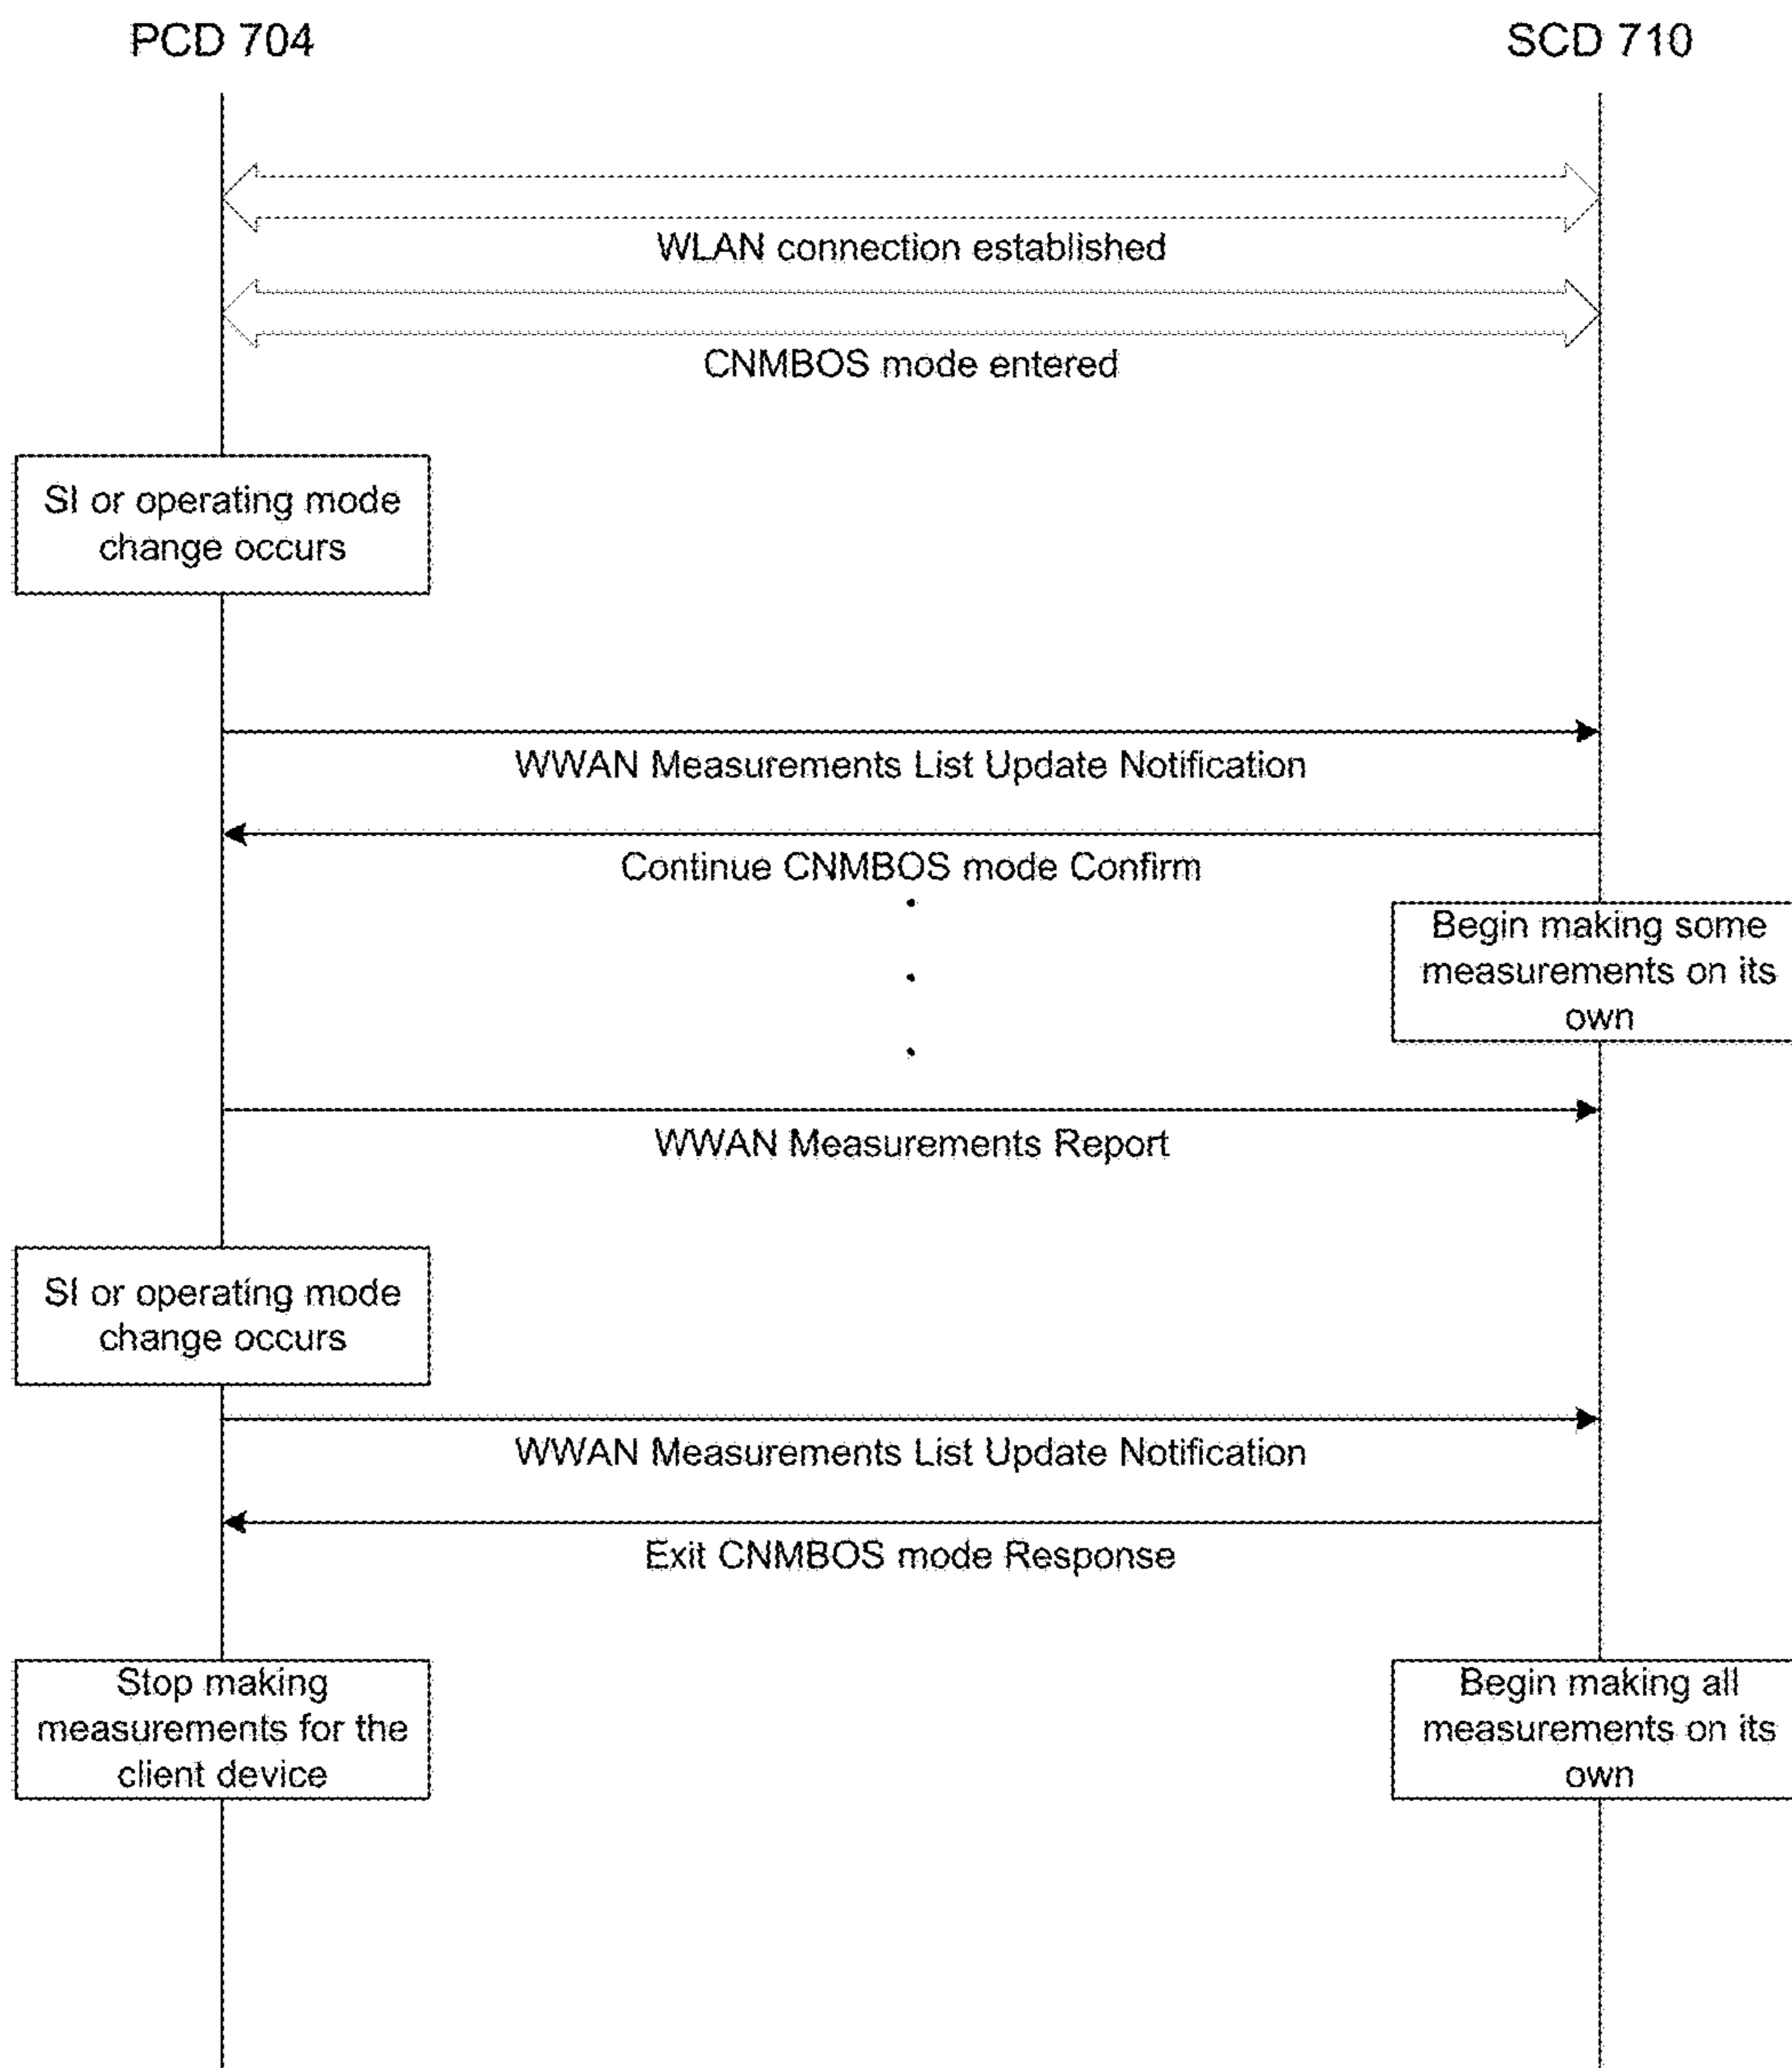 PCD 704
SCD 710
WLAN connection established
CNMBOS mode entered
SI or operating mode
change occurs
WWAN Measurements List Update Notification
Continue CNMBOS mode Confirm
Begin making some
measurements on its
own
WWAN Measurements Report
SI or operating mode
change occurs
WWAN Measurements List Update Notification
Exit CNMBOS mode Response
Stop making
measurements for the
client device
Begin making all
measurements on its
own